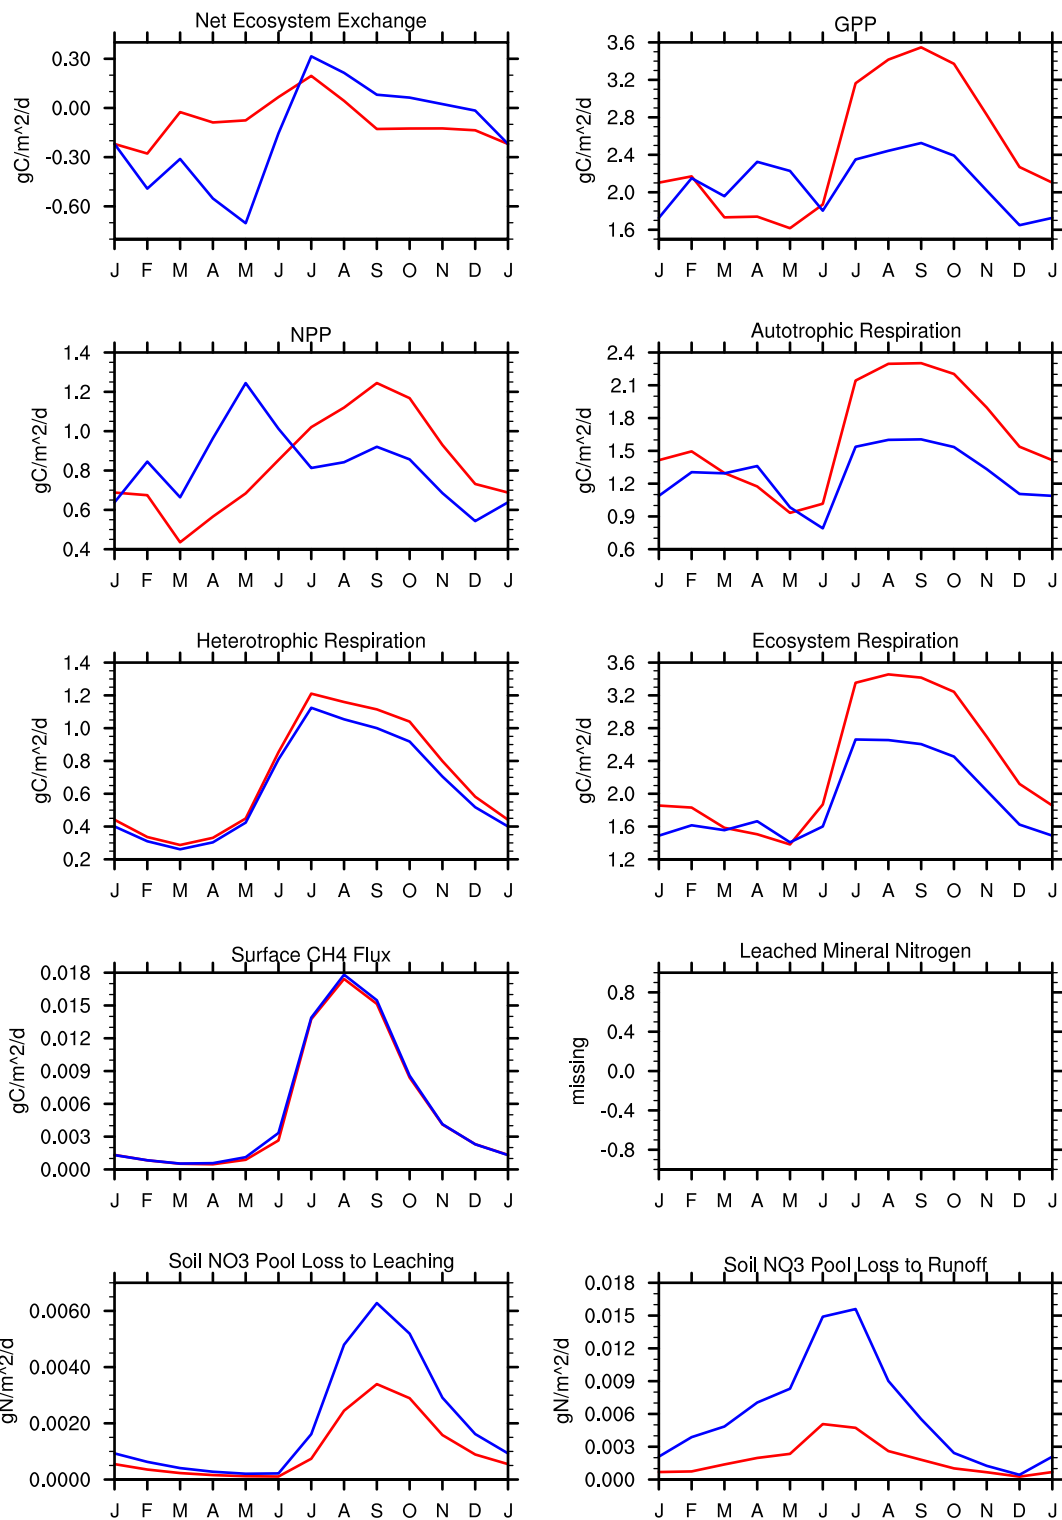 Net Ecosystem Exchange
gC/m^2/d
0.30
0.00
-0.30
-0.60
J F M A M J J A S O N D J
GPP
gC/m^2/d
3.6
3.2
2.8
2.4
2.0
1.6
J F M A M J J A S O N D J
NPP
gC/m^2/d
1.4
1.2
1.0
0.8
0.6
0.4
J F M A M J J A S O N D J
Autotrophic Respiration
gC/m^2/d
2.4
2.1
1.8
1.5
1.2
0.9
0.6
J F M A M J J A S O N D J
Heterotrophic Respiration
gC/m^2/d
1.4
1.2
1.0
0.8
0.6
0.4
0.2
J F M A M J J A S O N D J
Ecosystem Respiration
gC/m^2/d
3.6
3.2
2.8
2.4
2.0
1.6
1.2
J F M A M J J A S O N D J
Surface CH4 Flux
gC/m^2/d
0.018
0.015
0.009
0.006
0.003
0.000
J F M A M J J A S O N D J
Leached Mineral Nitrogen
missing
0.8
0.4
0.0
-0.4
-0.8
J F M A M J J A S O N D J
Soil NO3 Pool Loss to Leaching
gN/m^2/d
0.0060
0.0040
0.0020
0.0000
J F M A M J J A S O N D J
Soil NO3 Pool Loss to Runoff
gN/m^2/d
0.018
0.015
0.009
0.006
0.003
0.000
J F M A M J J A S O N D J